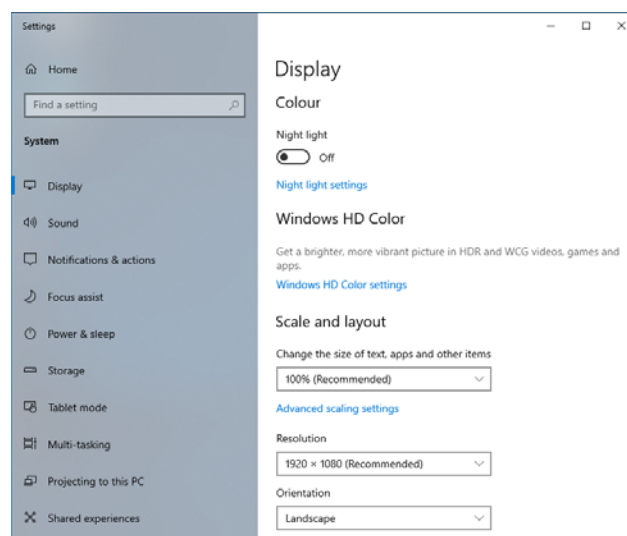 Settings
Home
Find a setting
System
Display
Sound
Notifications & actions
Focus assist
Power & sleep
Storage
Tablet mode
Multi-tasking
Projecting to this PC
Shared experiences
Display
Colour
Night light
Off
Night light settings
Windows HD Color
Get a brighter, more vibrant picture in HDR and WCG videos, games and
apps.
Windows HD Color settings
Scale and layout
Change the size of text, apps and other items
100% (Recommended)
Advanced scaling settings
Resolution
1920 × 1080 (Recommended)
Orientation
Landscape